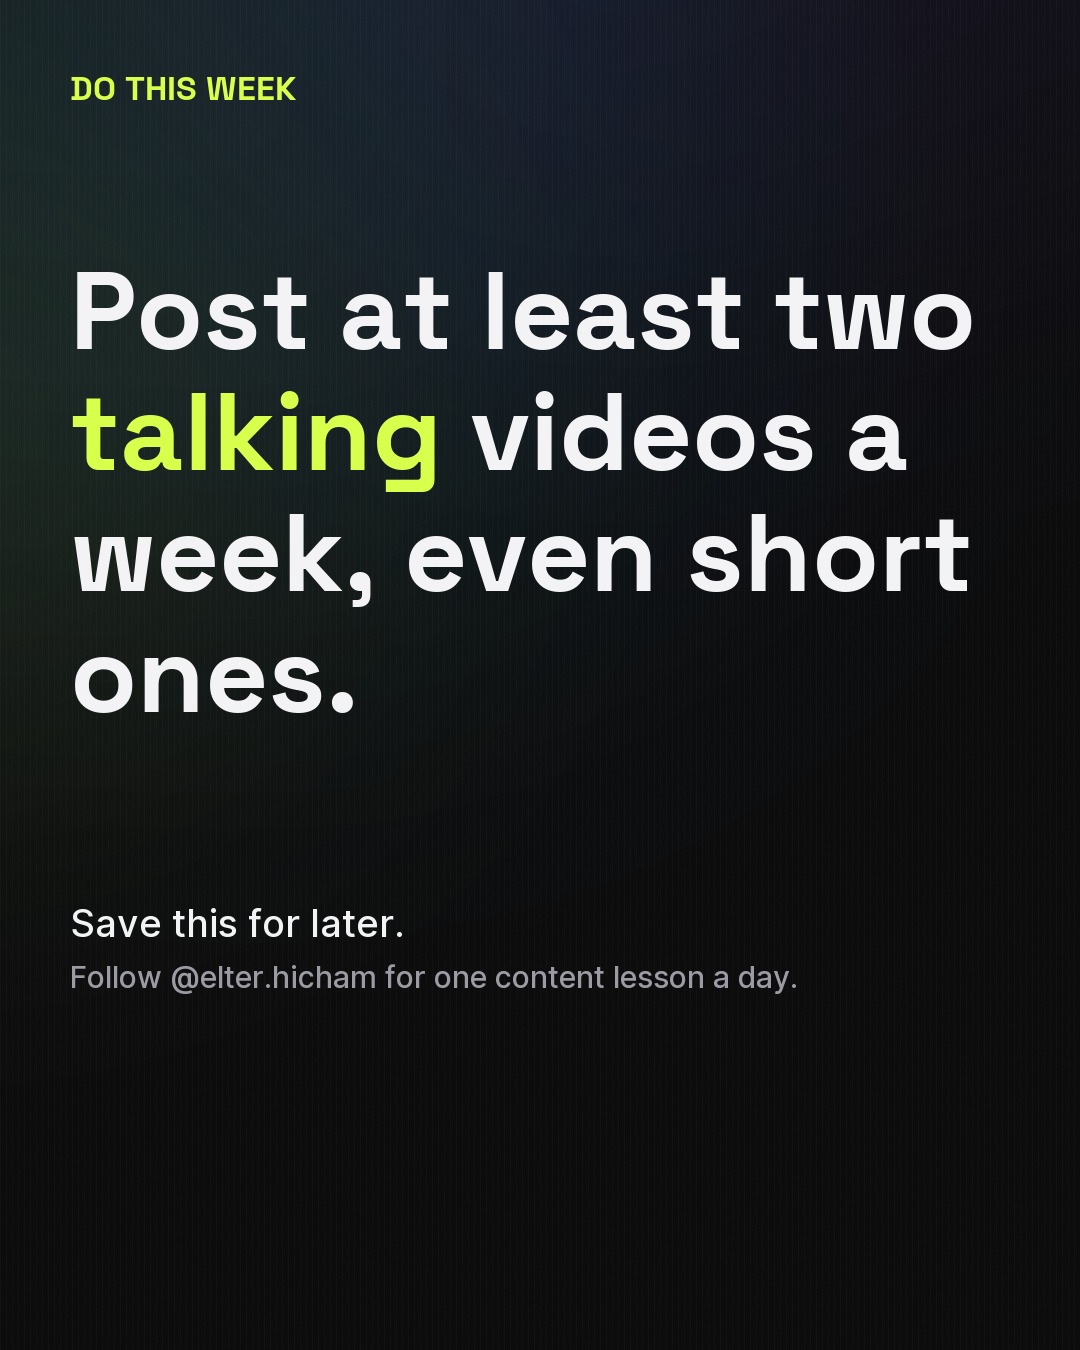 DO THIS WEEK
Post at least two
talking videos a
week, even short
ones.
Save this for later.
Follow @elter.hicham for one content lesson a day.